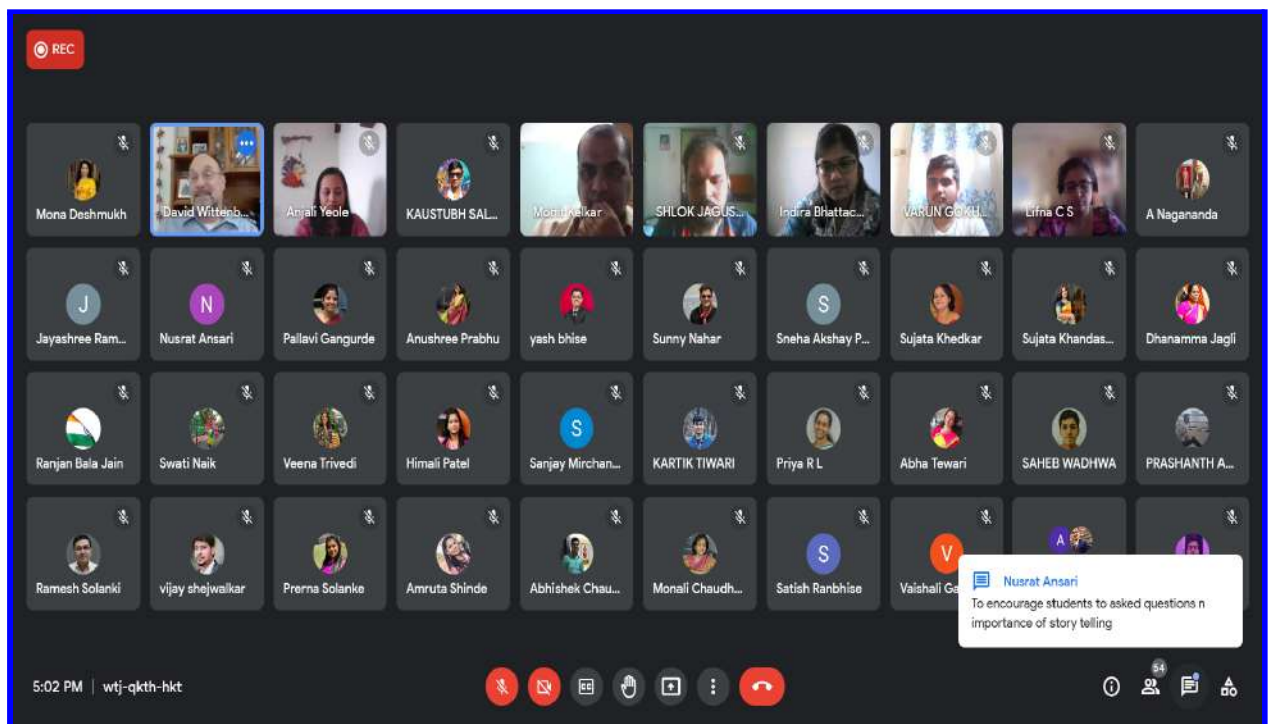 REC
Mona Deshmukh
David Wittenb...
Anjali Yeole
KAUSTUBH SAL...
Mohit Kelkar
SHLOK JAGUS...
Indira Bhattac...
VARUN GOKH...
Lifna C S
A Nagananda
J
Jayashree Ram...
N
Nusrat Ansari
Pallavi Gangurde
Anushree Prabhu
yash bhise
Sunny Nahar
S
Sneha Akshay P...
Sujata Khedkar
Sujata Khandas...
Dhanamma Jagli
Ranjan Bala Jain
Swati Naik
Veena Trivedi
Himali Patel
S
Sanjay Mirchan...
KARTIK TIWARI
Priya R L
Abha Tewari
SAHEB WADHWA
PRASHANTH A...
Ramesh Solanki
vijay shejwalkar
Prerna Solanke
Amruta Shinde
Abhishek Chau...
Monali Chaudh...
S
Satish Ranbhise
V
Vaishali Ga
A
Nusrat Ansari
To encourage students to asked questions n
importance of story telling
5:02 PM | wtj-qkth-hkt
CC
54